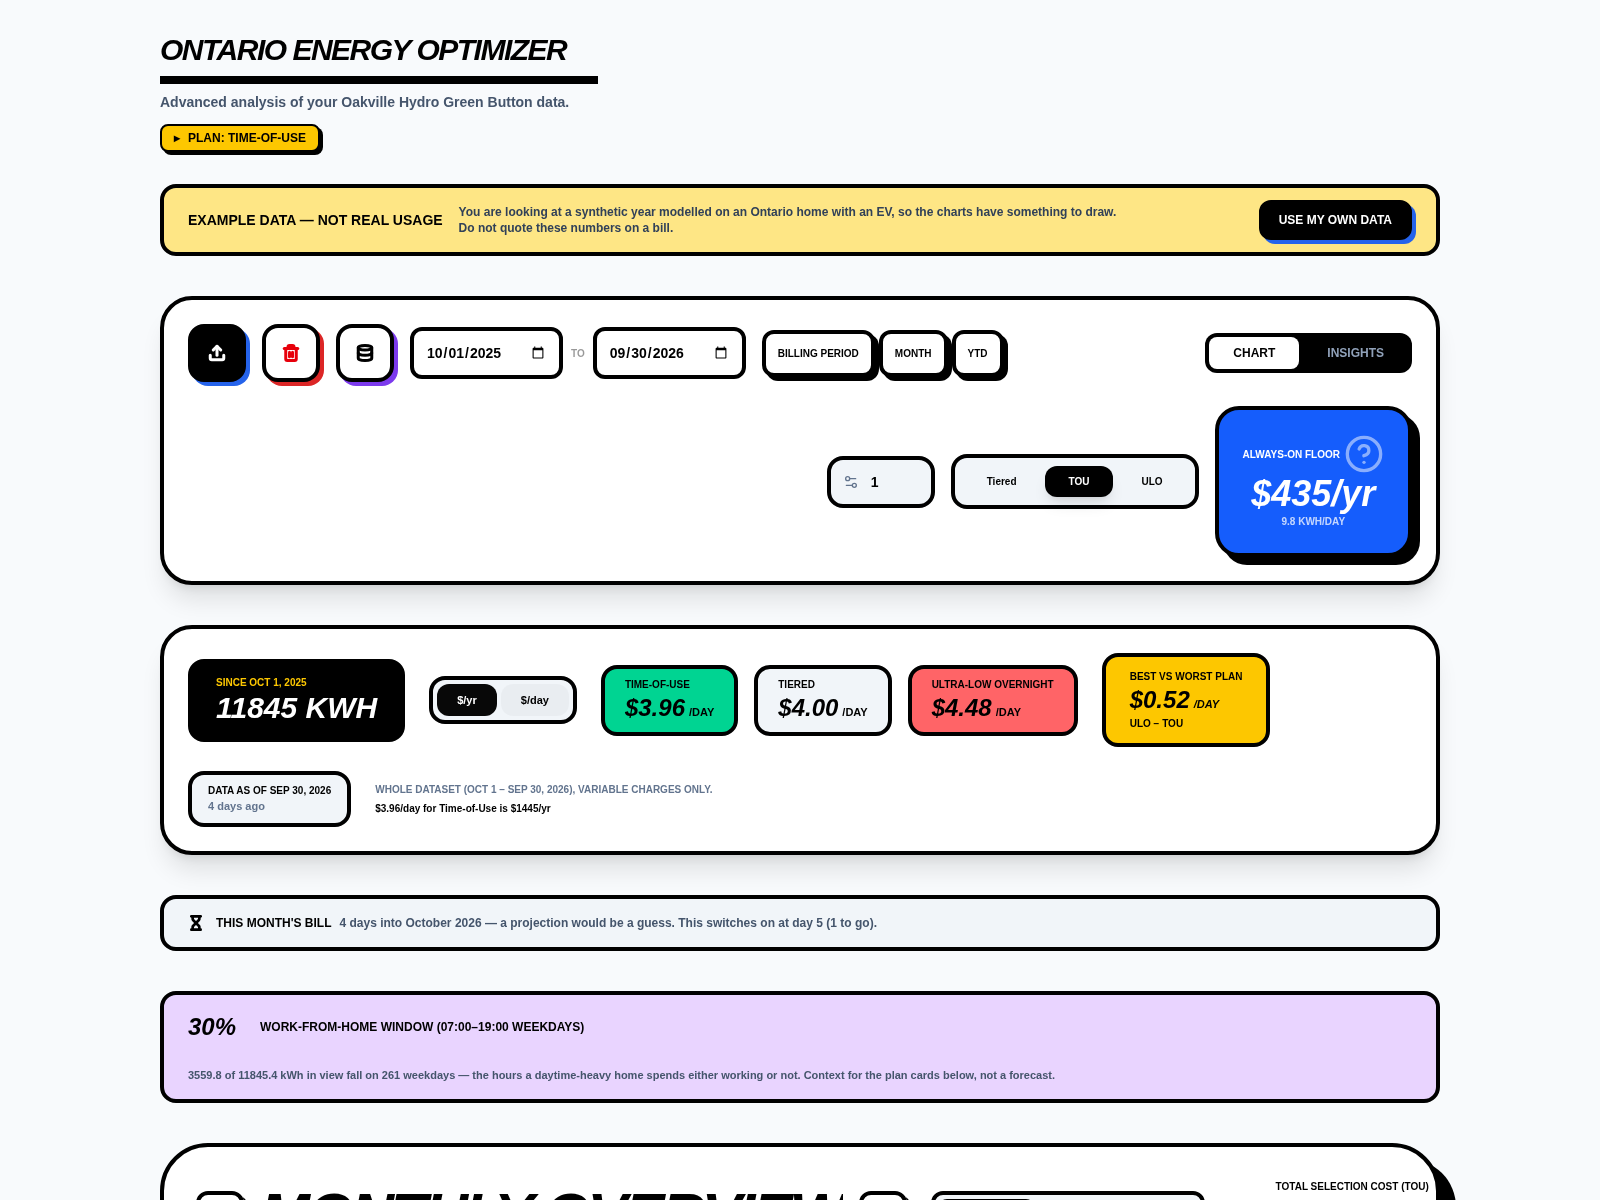 ONTARIO ENERGY OPTIMIZER
Advanced analysis of your Oakville Hydro Green Button data.
► PLAN: TIME-OF-USE
EXAMPLE DATA — NOT REAL USAGE
You are looking at a synthetic year modelled on an Ontario home with an EV, so the charts have something to draw.
Do not quote these numbers on a bill.
USE MY OWN DATA
10/01/2025
TO
09/30/2026
BILLING PERIOD
MONTH
YTD
CHART
INSIGHTS
1
Tiered
TOU
ULO
ALWAYS-ON FLOOR
$435/yr
9.8 KWH/DAY
SINCE OCT 1, 2025
11845 KWH
$/yr
$/day
TIME-OF-USE
$3.96 /DAY
TIERED
$4.00 /DAY
ULTRA-LOW OVERNIGHT
$4.48 /DAY
BEST VS WORST PLAN
$0.52 /DAY
ULO – TOU
DATA AS OF SEP 30, 2026
4 days ago
WHOLE DATASET (OCT 1 – SEP 30, 2026), VARIABLE CHARGES ONLY.
$3.96/day for Time-of-Use is $1445/yr
THIS MONTH'S BILL 4 days into October 2026 — a projection would be a guess. This switches on at day 5 (1 to go).
30% WORK-FROM-HOME WINDOW (07:00–19:00 WEEKDAYS)
3559.8 of 11845.4 kWh in view fall on 261 weekdays — the hours a daytime-heavy home spends either working or not. Context for the plan cards below, not a forecast.
MONTHLY OVERVIEW
TOTAL SELECTION COST (TOU)